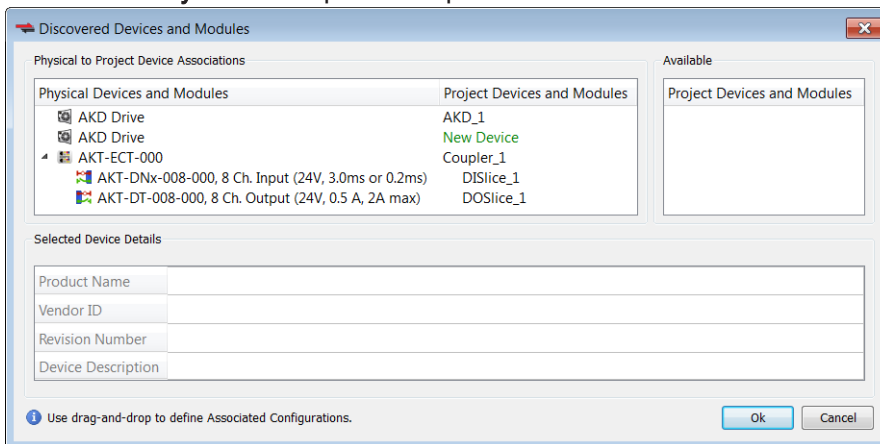 Discovered Devices and Modules
Physical to Project Device Associations
Available
Physical Devices and Modules Project Devices and Modules
Project Devices and Modules
AKD Drive AKD_1
AKD Drive New Device
AKT-ECT-000 Coupler_1
AKT-DNx-008-000, 8 Ch. Input (24V, 3.0ms or 0.2ms) DISlice_1
AKT-DT-008-000, 8 Ch. Output (24V, 0.5 A, 2A max) DOSlice_1
Selected Device Details
Product Name
Vendor ID
Revision Number
Device Description
Use drag-and-drop to define Associated Configurations.
Ok Cancel